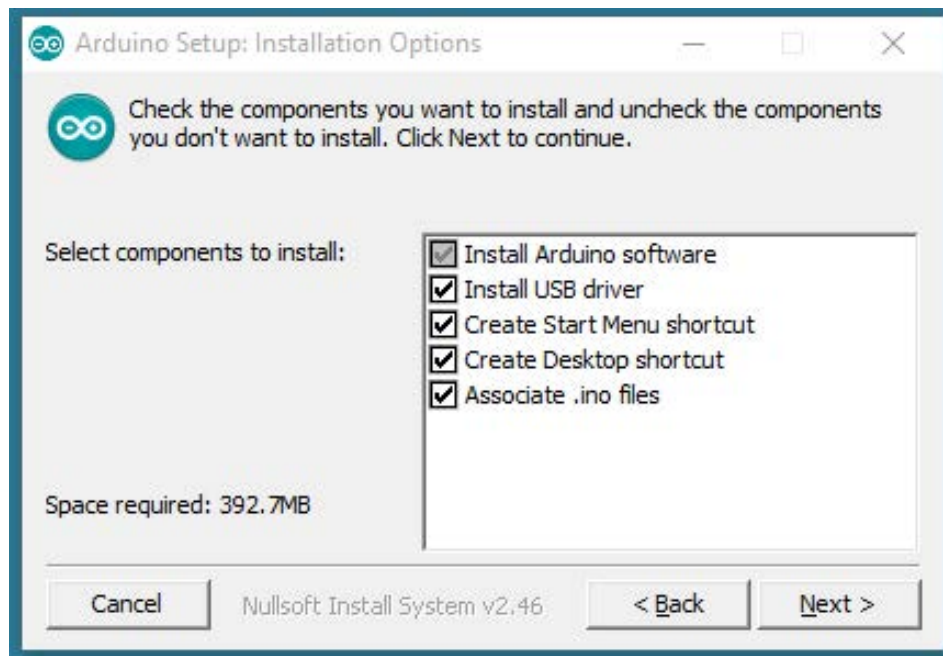 Arduino Setup: Installation Options
Check the components you want to install and uncheck the components
you don't want to install. Click Next to continue.
Select components to install:
Install Arduino software
Install USB driver
Create Start Menu shortcut
Create Desktop shortcut
Associate .ino files
Space required: 392.7MB
Cancel
Nullsoft Install System v2.46
< Back
Next >